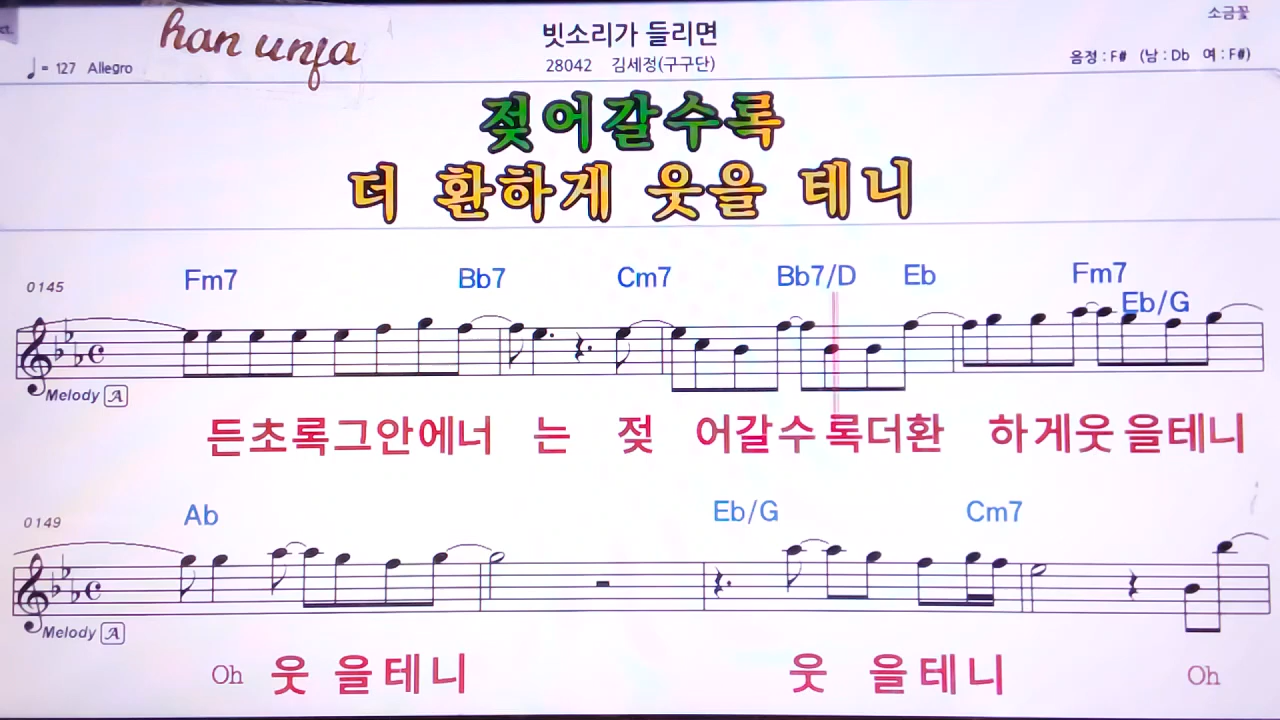 ct.
소금꽃
han unfa
빗소리가 들리면
♩= 127 Allegro
28042 김세정(구구단)
음정 : F# (남 : Db 여 : F#)
젖어갈수록
더 환하게 웃을 테니
0145 Fm7 Bb7 Cm7 Bb7/D Eb Fm7 Eb/G
Melody A
든초록그안에너 는 젖 어갈수록더환 하게웃을테니
0149 Ab Eb/G Cm7
Melody A
Oh 웃 을테니 웃 을테니 Oh